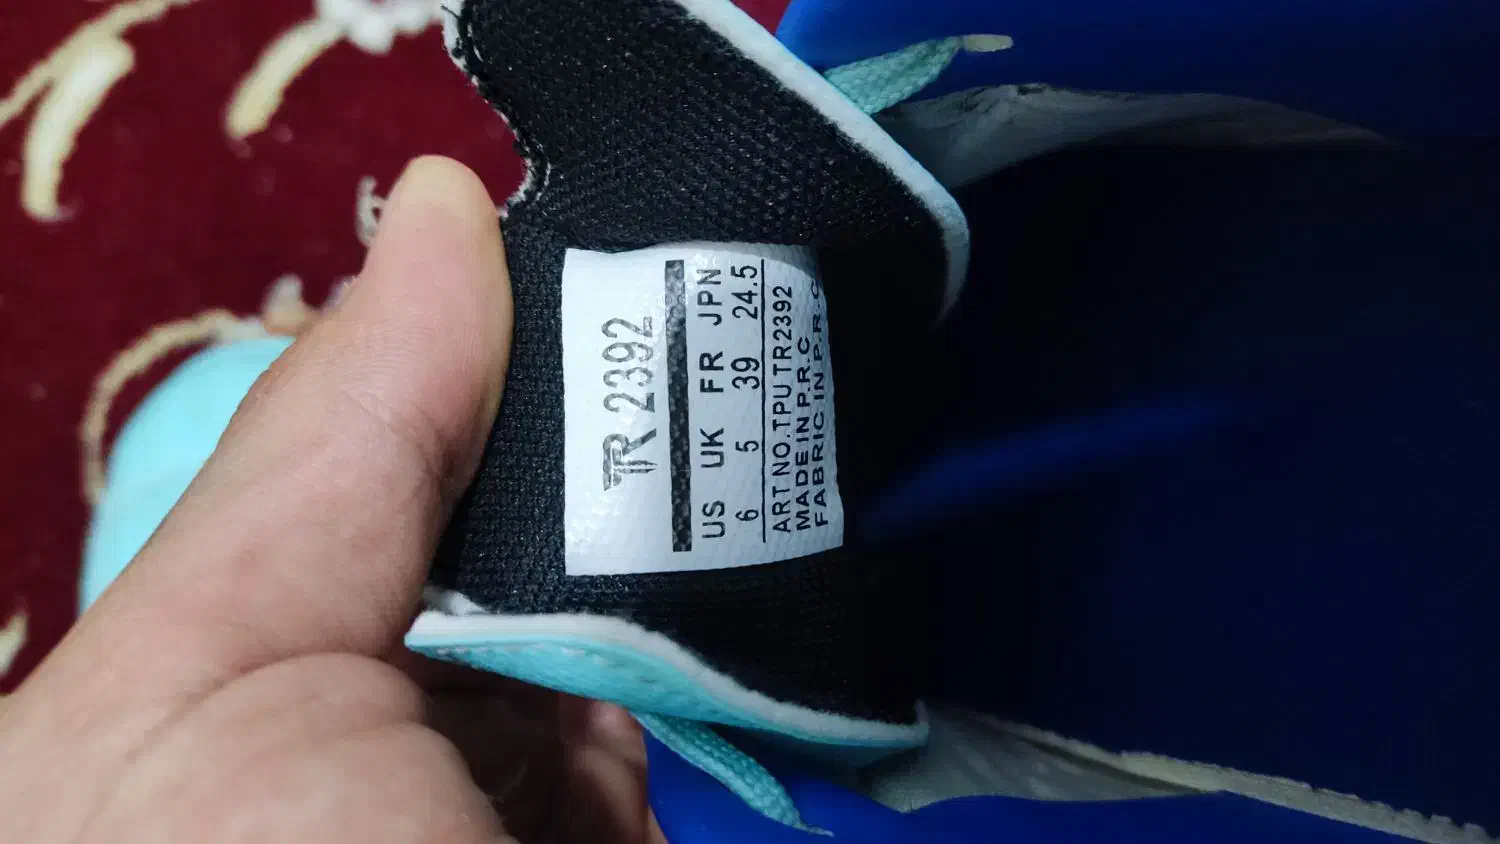 TR 2392
US UK FR JPN
6 5 39 24.5
ART NO.TPU TR2392
MADE IN P.R.C
FABRIC IN P.R.C